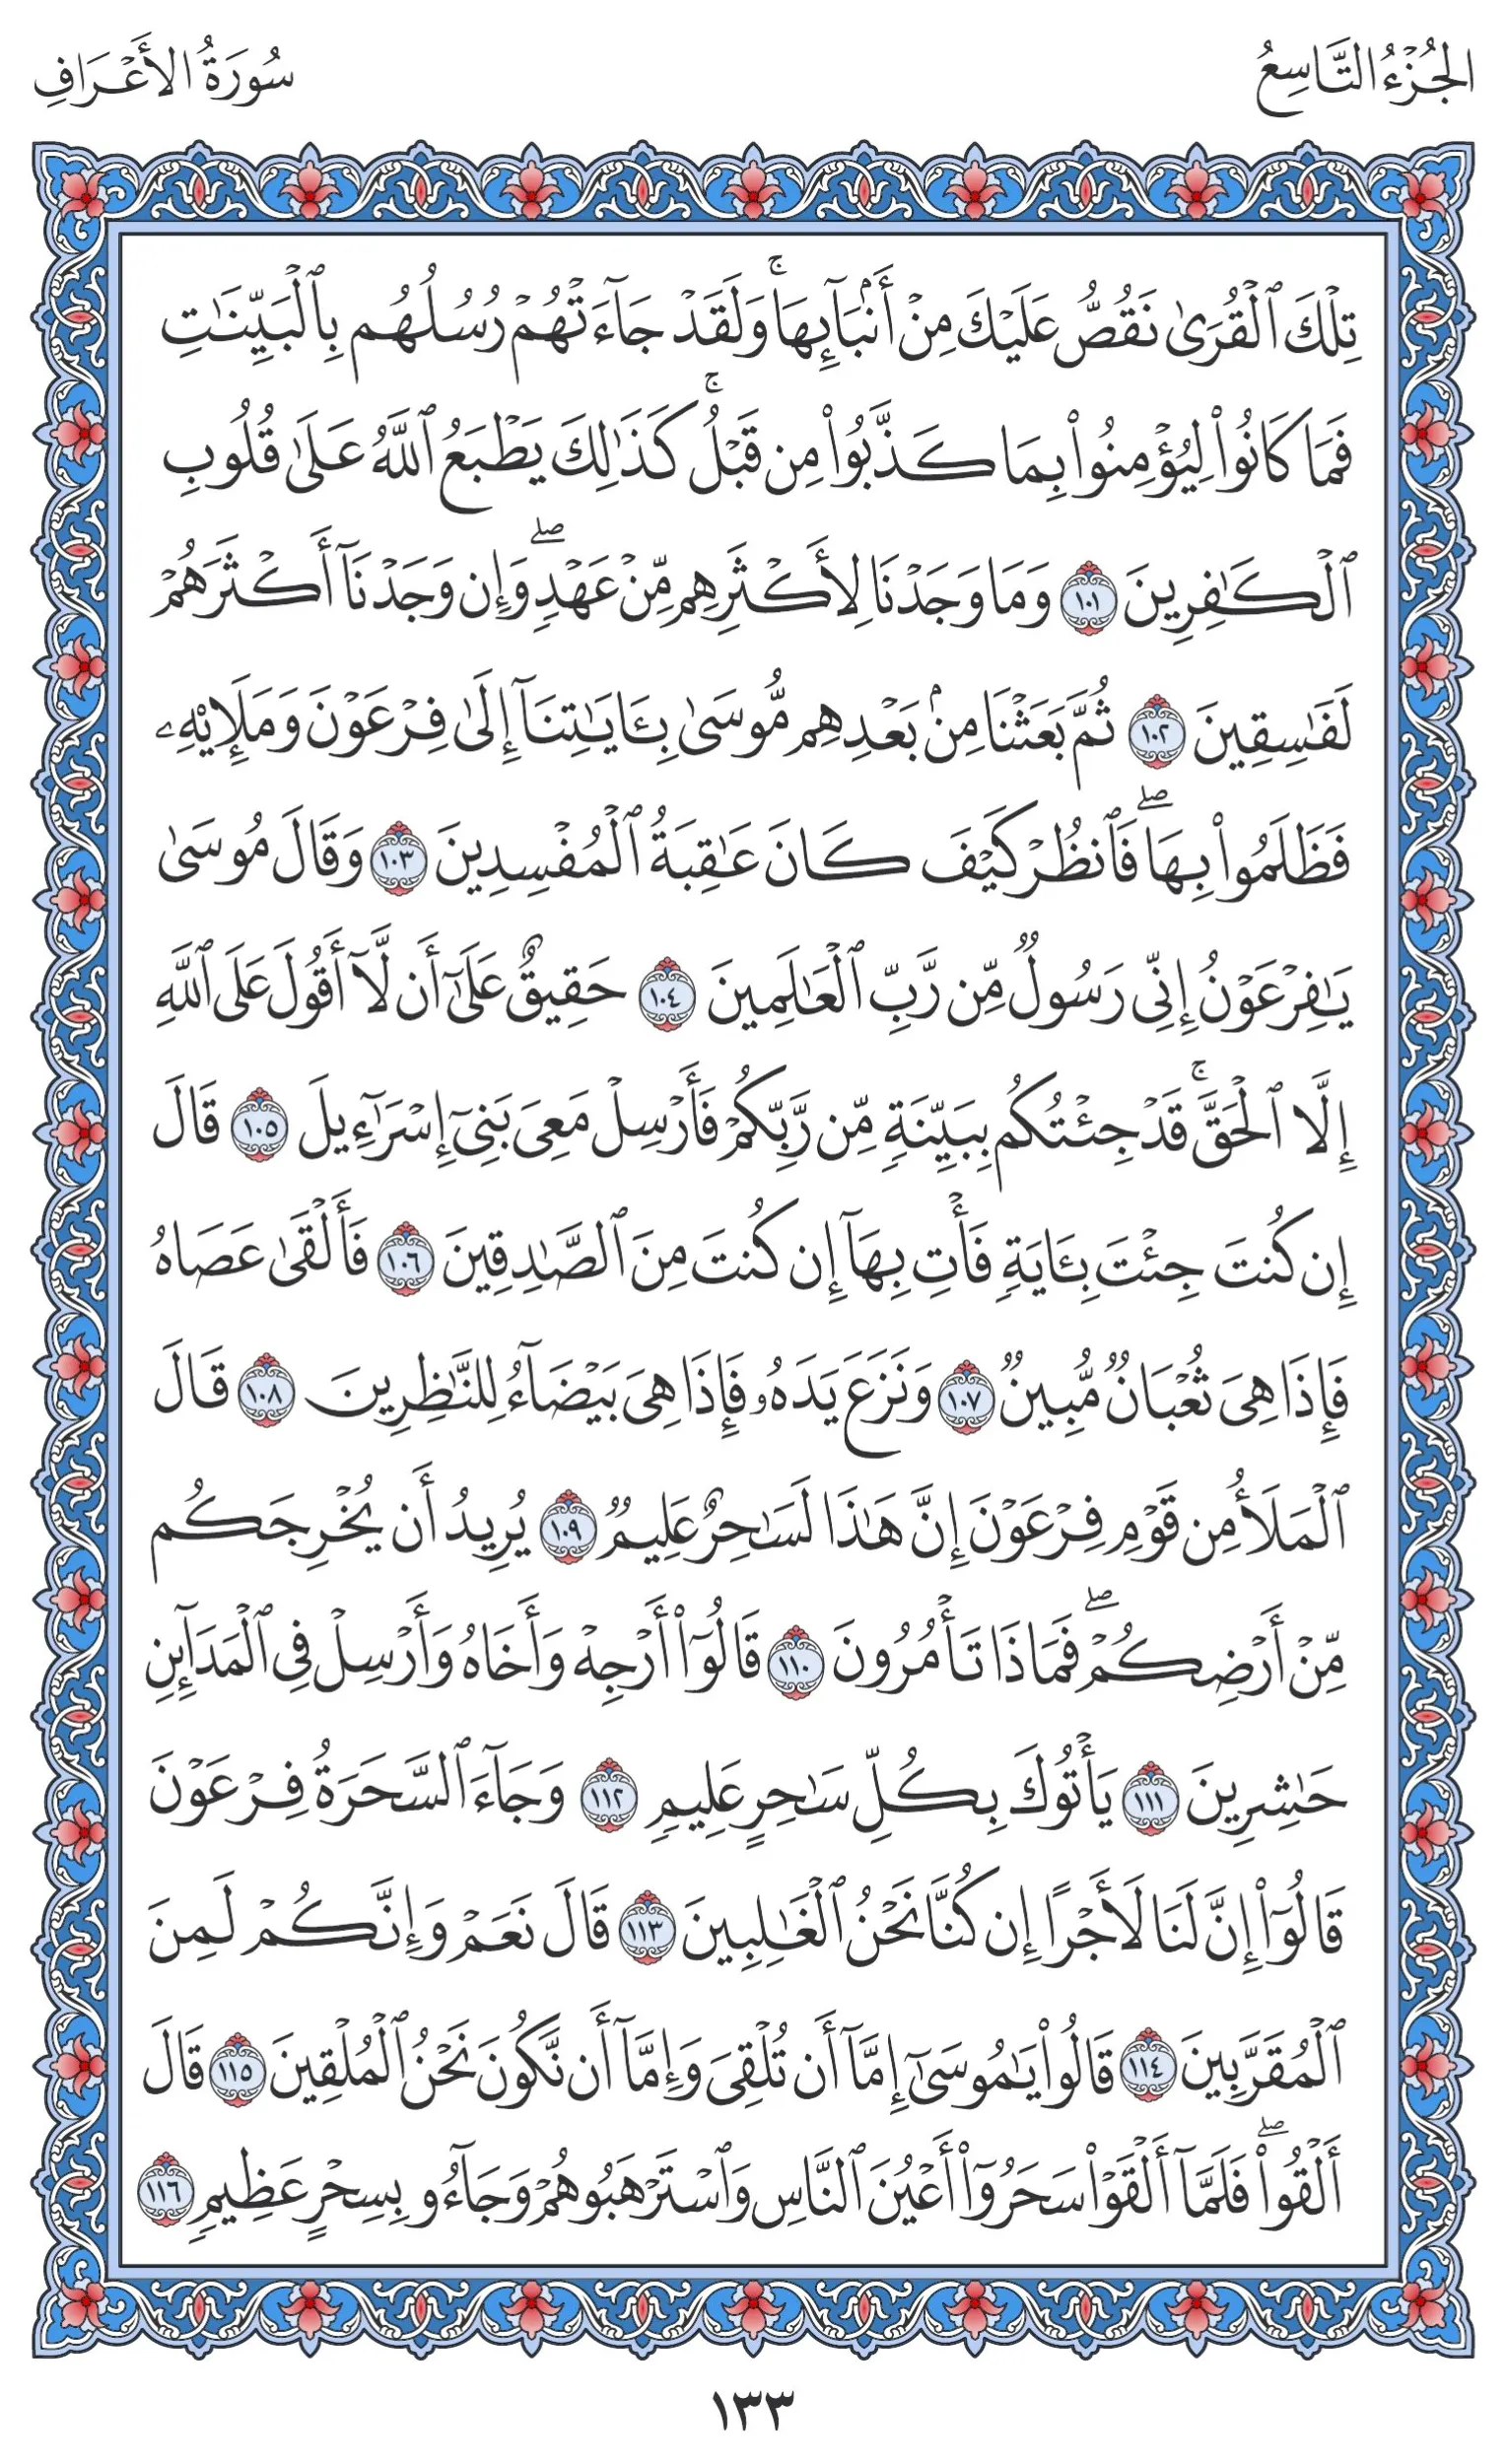 الجُزْءُ التَّاسِعُ
سُورَةُ الأَعْرَافِ
تِلْكَ ٱلْقُرَىٰ نَقُصُّ عَلَيْكَ مِنْ أَنۢبَآئِهَاۚ وَلَقَدْ جَآءَتْهُمْ رُسُلُهُم بِٱلْبَيِّنَٰتِ
فَمَا كَانُوا۟ لِيُؤْمِنُوا۟ بِمَا كَذَّبُوا۟ مِن قَبْلُۚ كَذَٰلِكَ يَطْبَعُ ٱللَّهُ عَلَىٰ قُلُوبِ
ٱلْكَٰفِرِينَ ١٠١ وَمَا وَجَدْنَا لِأَكْثَرِهِم مِّنْ عَهْدٍۖ وَإِن وَجَدْنَآ أَكْثَرَهُمْ
لَفَٰسِقِينَ ١٠٢ ثُمَّ بَعَثْنَا مِنۢ بَعْدِهِم مُّوسَىٰ بِـَٔايَٰتِنَآ إِلَىٰ فِرْعَوْنَ وَمَلَإِي۟هِۦ
فَظَلَمُوا۟ بِهَاۖ فَٱنظُرْ كَيْفَ كَانَ عَٰقِبَةُ ٱلْمُفْسِدِينَ ١٠٣ وَقَالَ مُوسَىٰ
يَٰفِرْعَوْنُ إِنِّى رَسُولٌ مِّن رَّبِّ ٱلْعَٰلَمِينَ ١٠٤ حَقِيقٌ عَلَىٰٓ أَن لَّآ أَقُولَ عَلَى ٱللَّهِ
إِلَّا ٱلْحَقَّۚ قَدْ جِئْتُكُم بِبَيِّنَةٍ مِّن رَّبِّكُمْ فَأَرْسِلْ مَعِىَ بَنِىٓ إِسْرَٰٓءِيلَ ١٠٥ قَالَ
إِن كُنتَ جِئْتَ بِـَٔايَةٍ فَأْتِ بِهَآ إِن كُنتَ مِنَ ٱلصَّٰدِقِينَ ١٠٦ فَأَلْقَىٰ عَصَاهُ
فَإِذَا هِىَ ثُعْبَانٌ مُّبِينٌ ١٠٧ وَنَزَعَ يَدَهُۥ فَإِذَا هِىَ بَيْضَآءُ لِلنَّٰظِرِينَ ١٠٨ قَالَ
ٱلْمَلَأُ مِن قَوْمِ فِرْعَوْنَ إِنَّ هَٰذَا لَسَٰحِرٌ عَلِيمٌ ١٠٩ يُرِيدُ أَن يُخْرِجَكُم
مِّنْ أَرْضِكُمْۖ فَمَاذَا تَأْمُرُونَ ١١٠ قَالُوٓا۟ أَرْجِهْ وَأَخَاهُ وَأَرْسِلْ فِى ٱلْمَدَآئِنِ
حَٰشِرِينَ ١١١ يَأْتُوكَ بِكُلِّ سَٰحِرٍ عَلِيمٍ ١١٢ وَجَآءَ ٱلسَّحَرَةُ فِرْعَوْنَ
قَالُوٓا۟ إِنَّ لَنَا لَأَجْرًا إِن كُنَّا نَحْنُ ٱلْغَٰلِبِينَ ١١٣ قَالَ نَعَمْ وَإِنَّكُمْ لَمِنَ
ٱلْمُقَرَّبِينَ ١١٤ قَالُوا۟ يَٰمُوسَىٰٓ إِمَّآ أَن تُلْقِىَ وَإِمَّآ أَن نَّكُونَ نَحْنُ ٱلْمُلْقِينَ ١١٥ قَالَ
أَلْقُوا۟ۖ فَلَمَّآ أَلْقَوْا۟ سَحَرُوٓا۟ أَعْيُنَ ٱلنَّاسِ وَٱسْتَرْهَبُوهُمْ وَجَآءُو بِسِحْرٍ عَظِيمٍ ١١٦
١٣٣